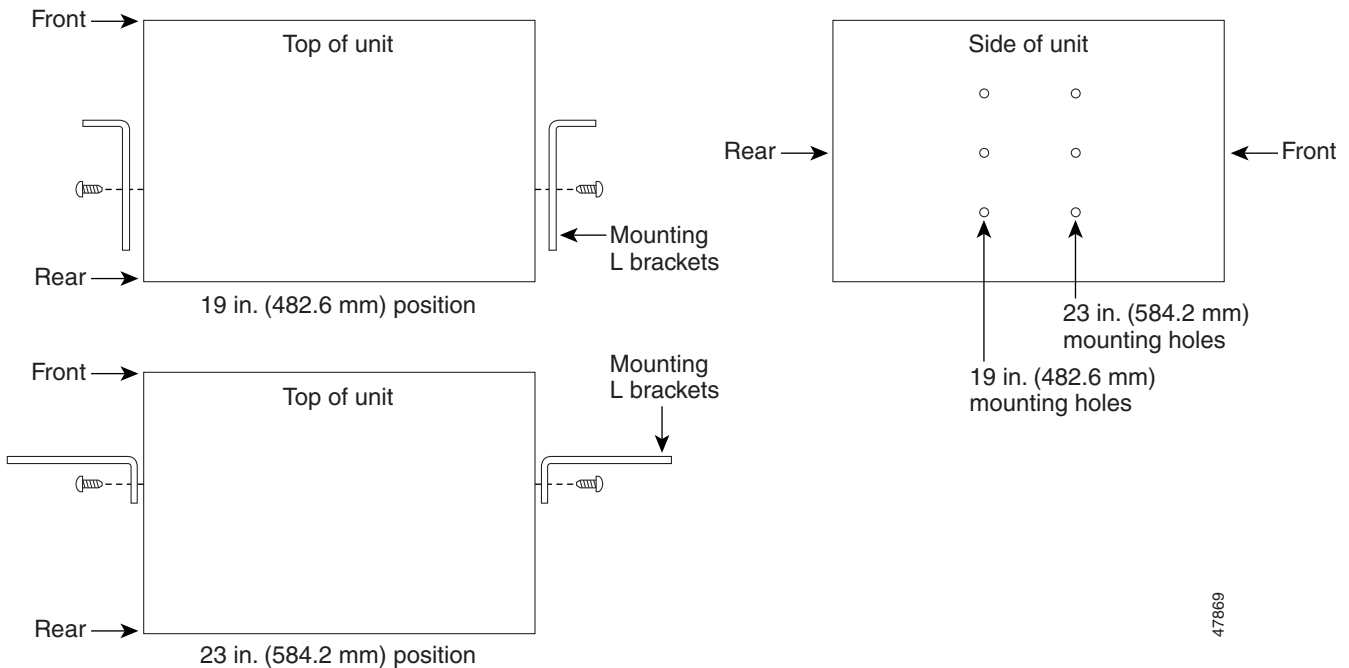 Front
Top of unit
Mounting
L brackets
Rear
19 in. (482.6 mm) position
Side of unit
Rear
Front
23 in. (584.2 mm)
mounting holes
19 in. (482.6 mm)
mounting holes
Front
Top of unit
Mounting
L brackets
Rear
23 in. (584.2 mm) position
47869